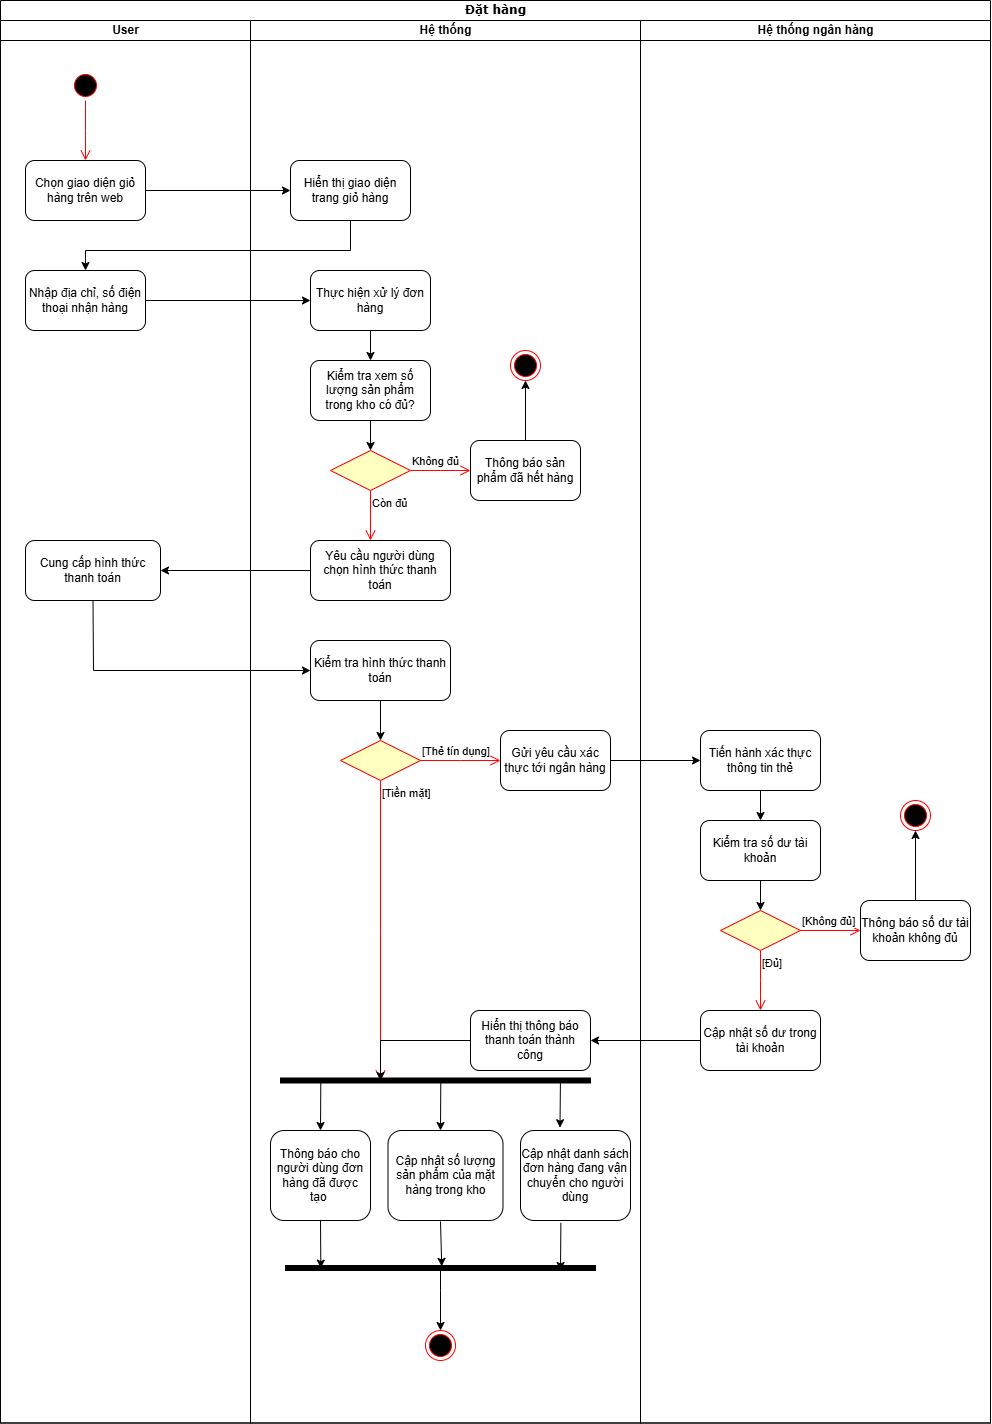 Đặt hàng
User
Hệ thống
Hệ thống ngân hàng
Chọn giao diện giỏ
hàng trên web
Hiển thị giao diện
trang giỏ hàng
Nhập địa chỉ, số điện
thoại nhận hàng
Thực hiện xử lý đơn
hàng
Kiểm tra xem số
lượng sản phẩm
trong kho có đủ?
Không đủ
Thông báo sản
phẩm đã hết hàng
Còn đủ
Cung cấp hình thức
thanh toán
Yêu cầu người dùng
chọn hình thức thanh
toán
Kiểm tra hình thức thanh
toán
[Thẻ tín dụng]
Gửi yêu cầu xác
thực tới ngân hàng
Tiến hành xác thực
thông tin thẻ
[Tiền mặt]
Kiểm tra số dư tài
khoản
[Không đủ]
Thông báo số dư tài
khoản không đủ
[Đủ]
Hiển thị thông báo
thanh toán thành
công
Cập nhật số dư trong
tài khoản
Thông báo cho
người dùng đơn
hàng đã được
tạo
Cập nhật số lượng
sản phẩm của mặt
hàng trong kho
Cập nhật danh sách
đơn hàng đang vận
chuyển cho người
dùng